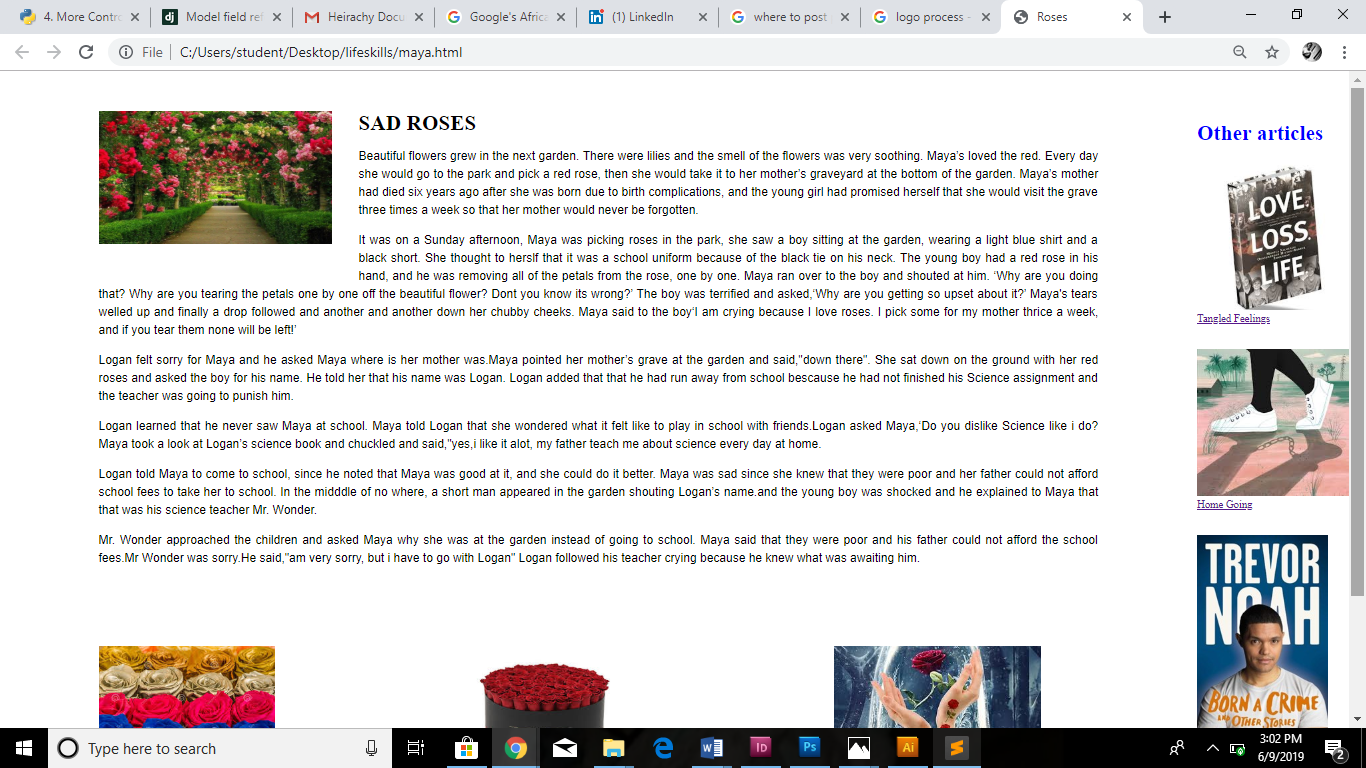 4. More Contro
Model field ref
Heirachy Docu
Google's Africa
(1) LinkedIn
where to post
logo process -
Roses
File
C:/Users/student/Desktop/lifeskills/maya.html
SAD ROSES
Beautiful flowers grew in the next garden. There were lilies and the smell of the flowers was very soothing. Maya's loved the red. Every day
she would go to the park and pick a red rose, then she would take it to her mother's graveyard at the bottom of the garden. Maya's mother
had died six years ago after she was born due to birth complications, and the young girl had promised herself that she would visit the grave
three times a week so that her mother would never be forgotten.
It was on a Sunday afternoon, Maya was picking roses in the park, she saw a boy sitting at the garden, wearing a light blue shirt and a
black short. She thought to herslf that it was a school uniform because of the black tie on his neck. The young boy had a red rose in his
hand, and he was removing all of the petals from the rose, one by one. Maya ran over to the boy and shouted at him. ‘Why are you doing
that? Why are you tearing the petals one by one off the beautiful flower? Dont you know its wrong?’ The boy was terrified and asked,‘Why are you getting so upset about it?’ Maya's tears
welled up and finally a drop followed and another and another down her chubby cheeks. Maya said to the boy‘I am crying because I love roses. I pick some for my mother thrice a week,
and if you tear them none will be left!’
Logan felt sorry for Maya and he asked Maya where is her mother was.Maya pointed her mother’s grave at the garden and said,"down there". She sat down on the ground with her red
roses and asked the boy for his name. He told her that his name was Logan. Logan added that that he had run away from school bescause he had not finished his Science assignment and
the teacher was going to punish him.
Logan learned that he never saw Maya at school. Maya told Logan that she wondered what it felt like to play in school with friends.Logan asked Maya,‘Do you dislike Science like i do?
Maya took a look at Logan’s science book and chuckled and said,"yes,i like it alot, my father teach me about science every day at home.
Logan told Maya to come to school, since he noted that Maya was good at it, and she could do it better. Maya was sad since she knew that they were poor and her father could not afford
school fees to take her to school. In the midddle of no where, a short man appeared in the garden shouting Logan’s name.and the young boy was shocked and he explained to Maya that
that was his science teacher Mr. Wonder.
Mr. Wonder approached the children and asked Maya why she was at the garden instead of going to school. Maya said that they were poor and his father could not afford the school
fees.Mr Wonder was sorry.He said,"am very sorry, but i have to go with Logan" Logan followed his teacher crying because he knew what was awaiting him.
Other articles
LOVE.
LOSS.
LIFE.
Tangled Feelings
Home Going
TREVOR
NOAH
BORN A CRIME
AND OTHER STORIES
Type here to search
Id
Ps
Ai
3:02 PM
6/9/2019
2